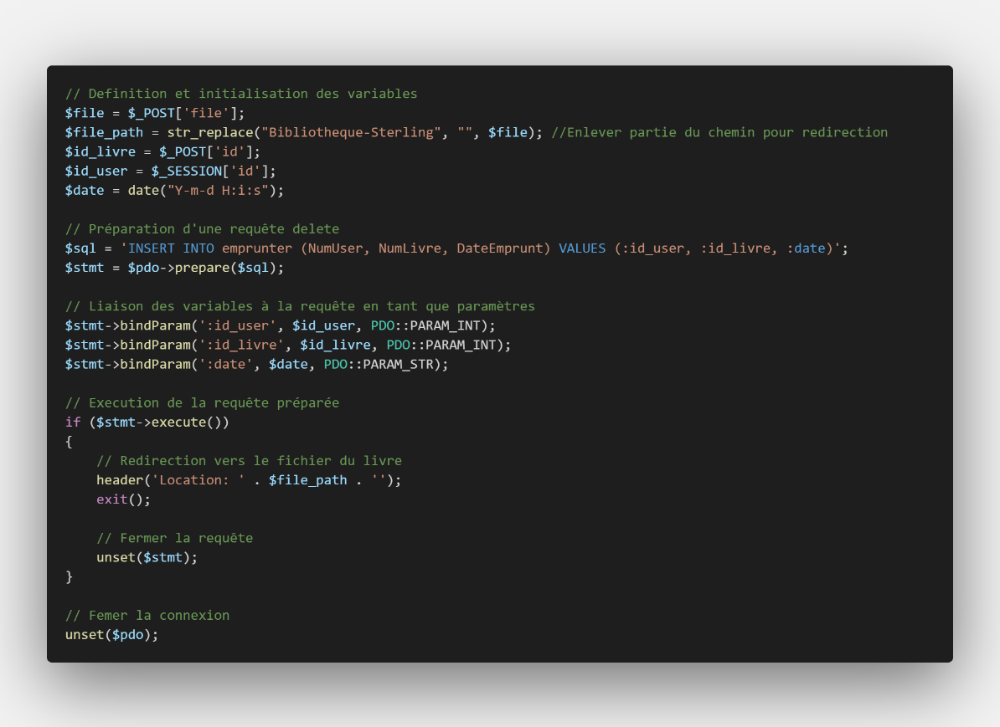 // Definition et initialisation des variables
$file = $_POST['file'];
$file_path = str_replace("Bibliotheque-Sterling", "", $file); //Enlever partie du chemin pour redirection
$id_livre = $_POST['id'];
$id_user = $_SESSION['id'];
$date = date("Y-m-d H:i:s");
// Préparation d'une requête delete
$sql = 'INSERT INTO emprunter (NumUser, NumLivre, DateEmprunt) VALUES (:id_user, :id_livre, :date)';
$stmt = $pdo->prepare($sql);
// Liaison des variables à la requête en tant que paramètres
$stmt->bindParam(':id_user', $id_user, PDO::PARAM_INT);
$stmt->bindParam(':id_livre', $id_livre, PDO::PARAM_INT);
$stmt->bindParam(':date', $date, PDO::PARAM_STR);
// Execution de la requête préparée
if ($stmt->execute())
{
    // Redirection vers le fichier du livre
    header('Location: ' . $file_path . '');
    exit();
    // Fermer la requête
    unset($stmt);
}
// Femer la connexion
unset($pdo);